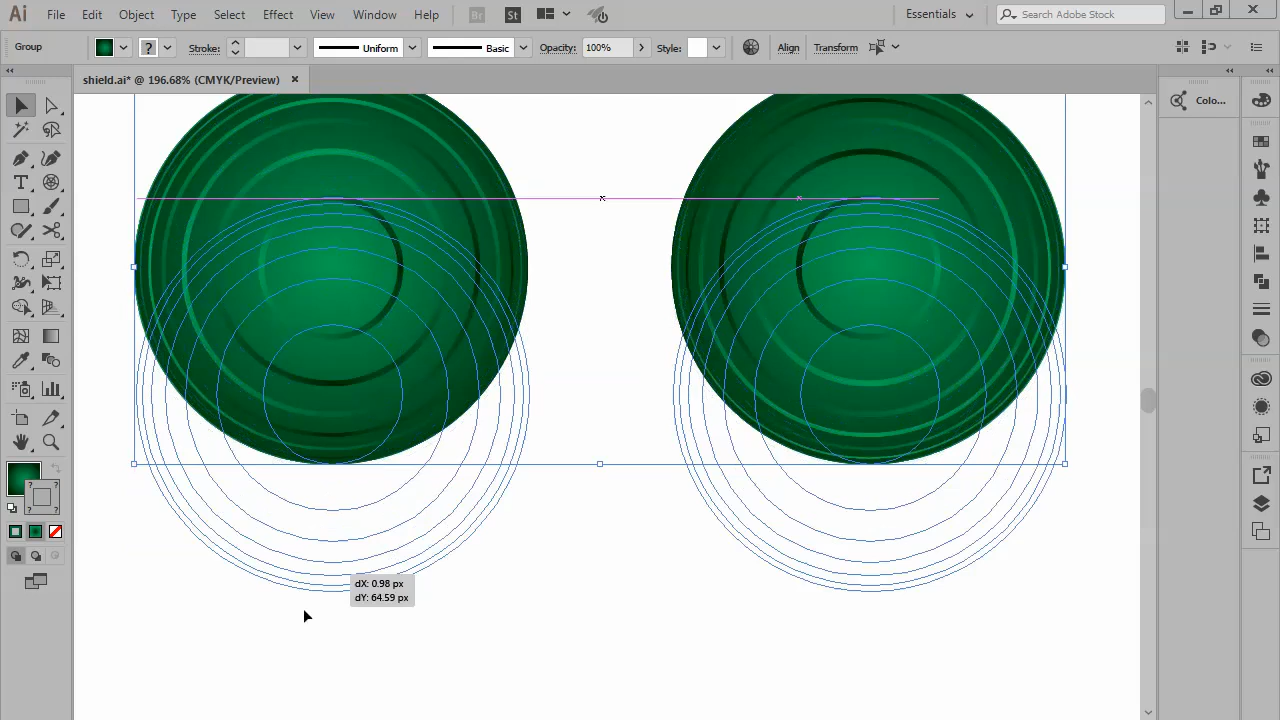 Ai File Edit Object Type Select Effect View Window Help Br St Essentials Search Adobe Stock
Group ? Stroke: Uniform Basic Opacity: 100% Style: Align Transform
shield.ai* @ 196.68% (CMYK/Preview) ×
Colo...
T
? ?
? ?
dX: 0.98 px
dY: 64.59 px